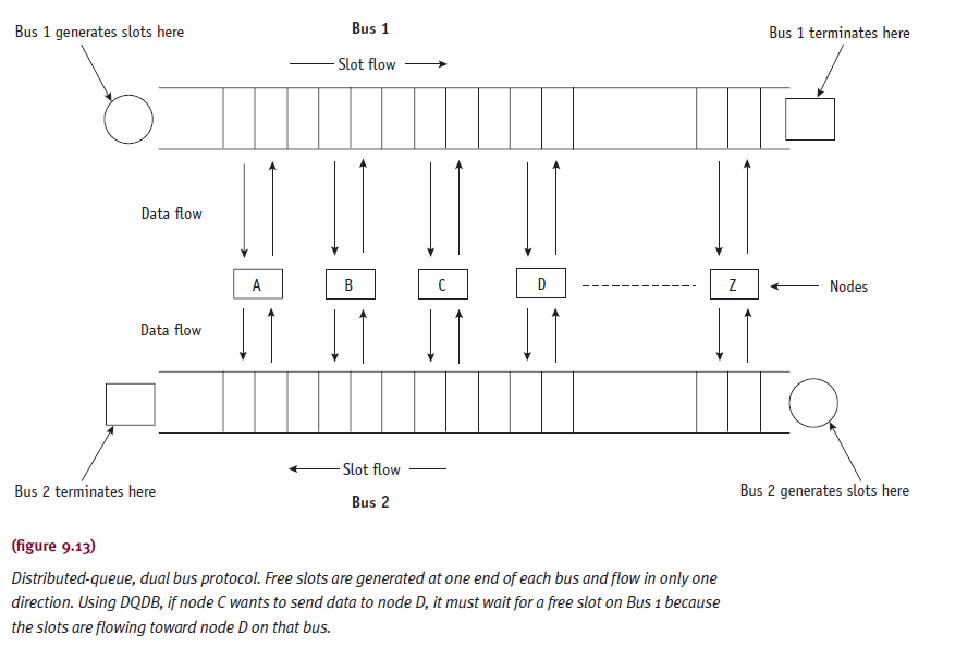 Bus 1 generates slots here
Bus 1
Bus 1 terminates here
Slot flow
Data flow
A
B
C
D
Z
Nodes
Data flow
Slot flow
Bus 2 terminates here
Bus 2
Bus 2 generates slots here
(figure 9.13)
Distributed-queue, dual bus protocol. Free slots are generated at one end of each bus and flow in only one
direction. Using DQDB, if node C wants to send data to node D, it must wait for a free slot on Bus 1 because
the slots are flowing toward node D on that bus.